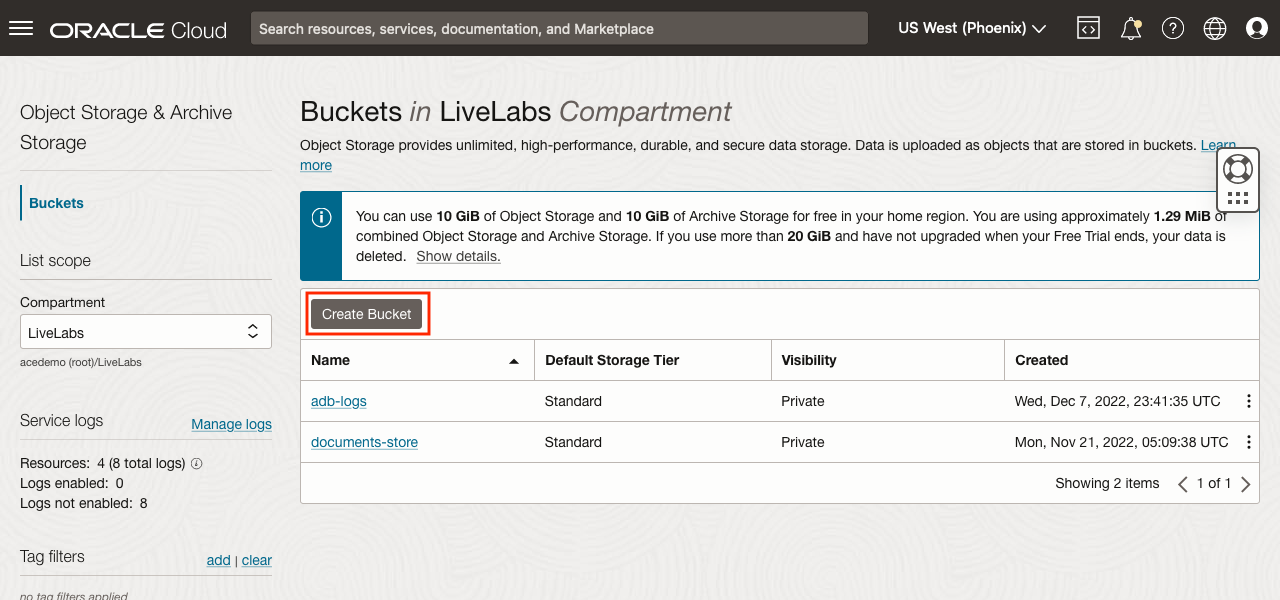 ORACLE Cloud
Search resources, services, documentation, and Marketplace
US West (Phoenix)
Object Storage & Archive
Storage
Buckets
List scope
Compartment
LiveLabs
acedemo (root)/LiveLabs
Service logs
Manage logs
Resources: 4 (8 total logs)
Logs enabled: 0
Logs not enabled: 8
Tag filters
add | clear
no tag filters applied
Buckets in LiveLabs Compartment
Object Storage provides unlimited, high-performance, durable, and secure data storage. Data is uploaded as objects that are stored in buckets. Learn
more
You can use 10 GiB of Object Storage and 10 GiB of Archive Storage for free in your home region. You are using approximately 1.29 MiB of
combined Object Storage and Archive Storage. If you use more than 20 GiB and have not upgraded when your Free Trial ends, your data is
deleted. Show details.
Create Bucket
Name Default Storage Tier Visibility Created
adb-logs Standard Private Wed, Dec 7, 2022, 23:41:35 UTC
documents-store Standard Private Mon, Nov 21, 2022, 05:09:38 UTC
Showing 2 items 1 of 1